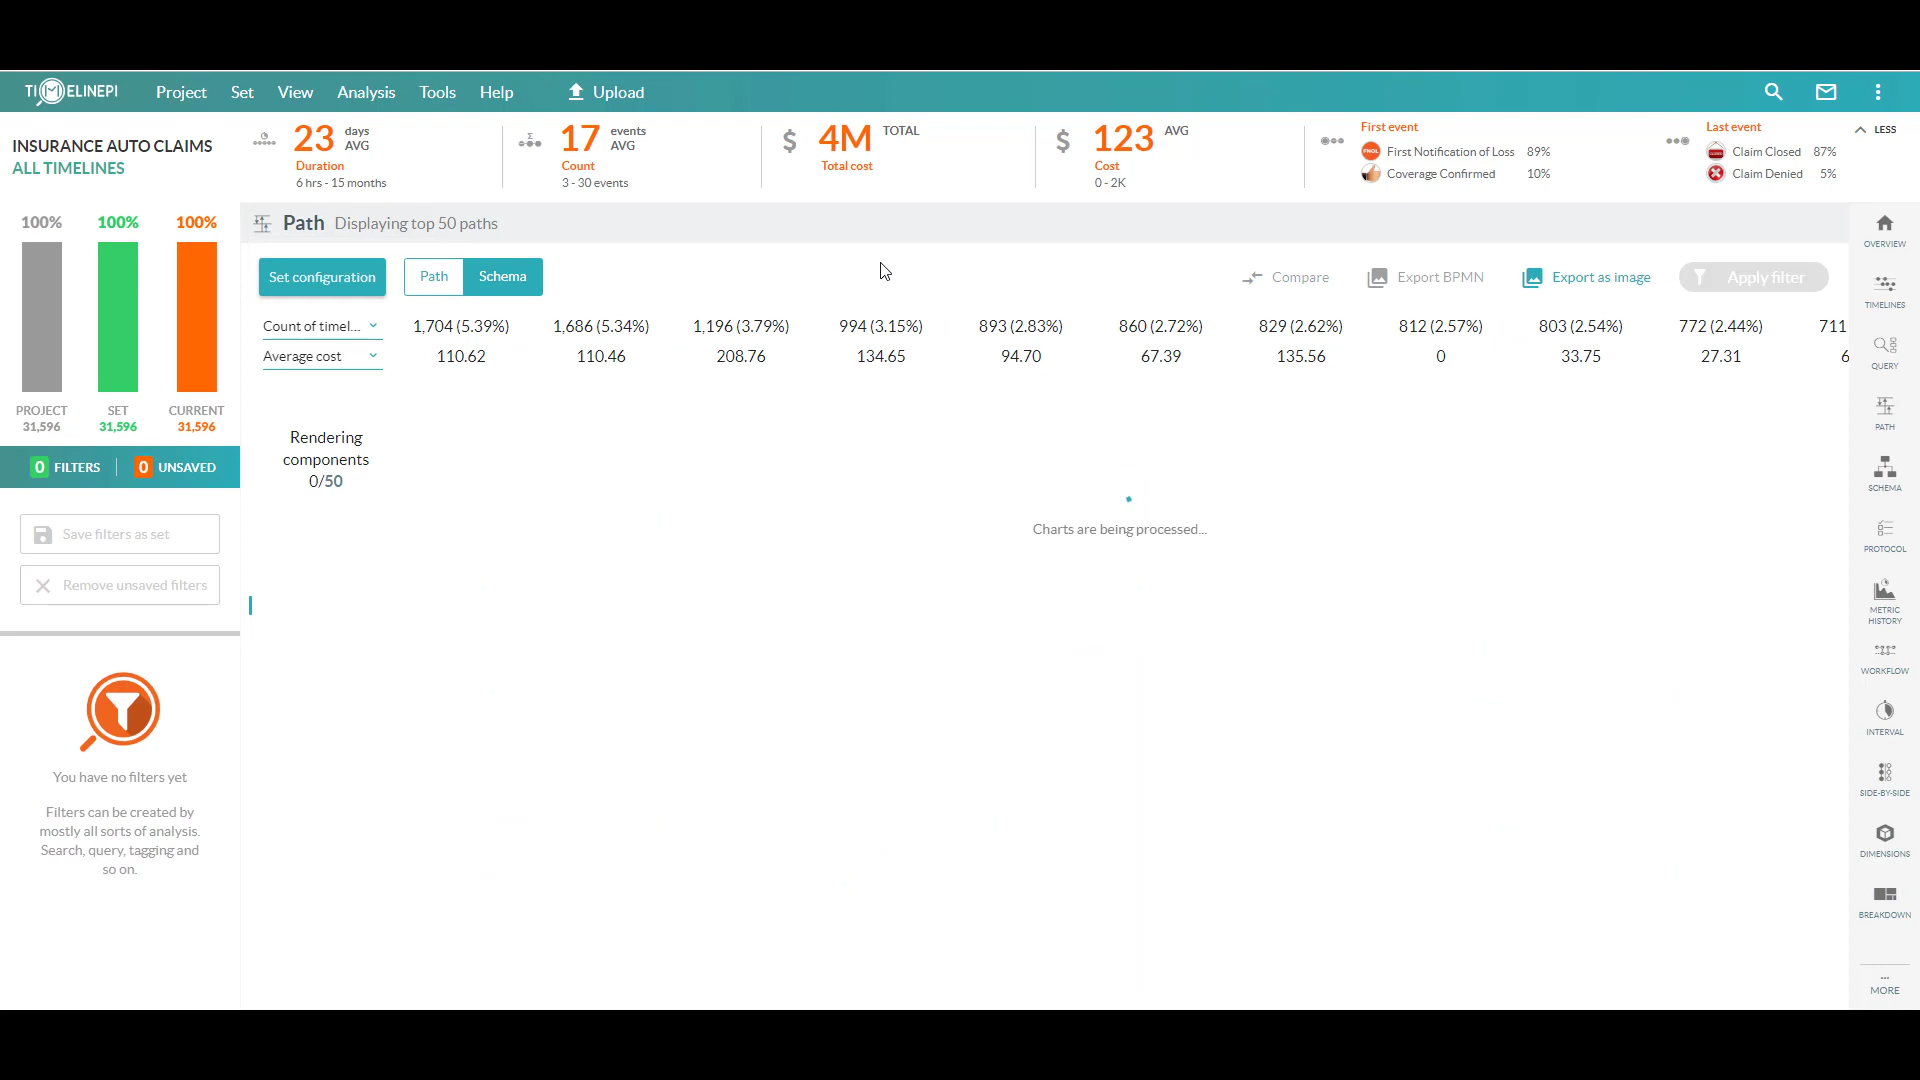 TIMELINEPI
Project
Set
View
Analysis
Tools
Help
Upload
INSURANCE AUTO CLAIMS
ALL TIMELINES
23 days
AVG
Duration
6 hrs - 15 months
Σ
17 events
AVG
Count
3 - 30 events
$ 4M TOTAL
Total cost
$ 123 AVG
Cost
0 - 2K
First event
FNOL First Notification of Loss 89%
Coverage Confirmed 10%
Last event
Claim Closed 87%
Claim Denied 5%
LESS
100% 100% 100%
PROJECT SET CURRENT
31,596 31,596 31,596
0 FILTERS 0 UNSAVED
Save filters as set
Remove unsaved filters
You have no filters yet
Filters can be created by
mostly all sorts of analysis.
Search, query, tagging and
so on.
Path Displaying top 50 paths
Set configuration
Path
Schema
Compare
Export BPMN
Export as image
Apply filter
Count of timel... 1,704 (5.39%) 1,686 (5.34%) 1,196 (3.79%) 994 (3.15%) 893 (2.83%) 860 (2.72%) 829 (2.62%) 812 (2.57%) 803 (2.54%) 772 (2.44%) 711
Average cost 110.62 110.46 208.76 134.65 94.70 67.39 135.56 0 33.75 27.31 6
Rendering
components
0/50
Charts are being processed...
OVERVIEW
TIMELINES
QUERY
PATH
SCHEMA
PROTOCOL
METRIC
HISTORY
WORKFLOW
INTERVAL
SIDE-BY-SIDE
DIMENSIONS
BREAKDOWN
...
MORE